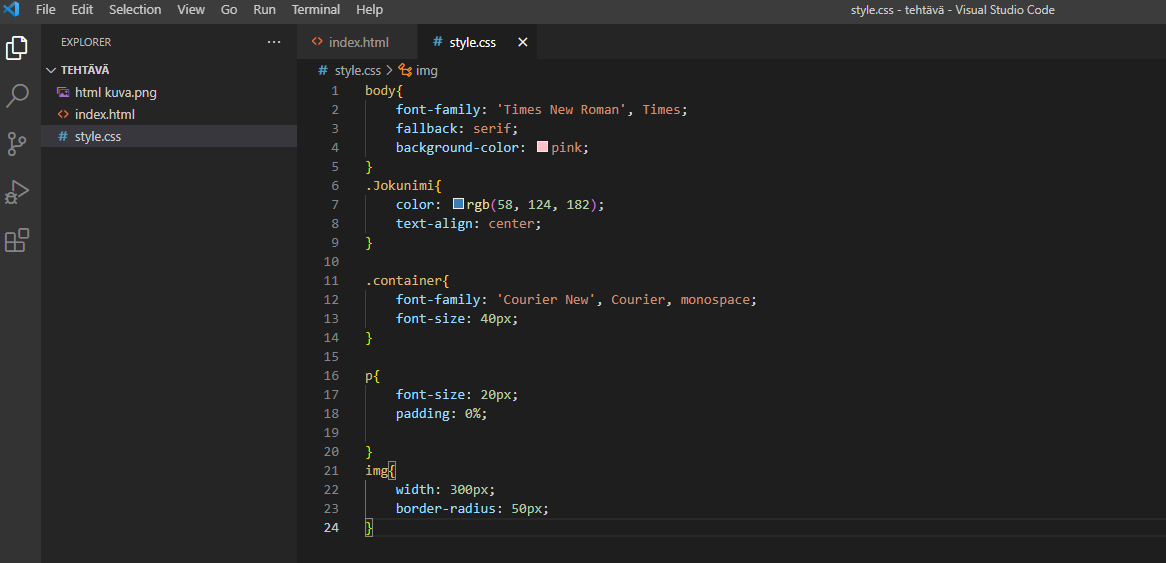 File Edit Selection View Go Run Terminal Help style.css - tehtävä - Visual Studio Code
EXPLORER ...
TEHTÄVÄ
html kuva.png
index.html
# style.css
index.html # style.css
# style.css > img
1 body{
2 font-family: 'Times New Roman', Times;
3 fallback: serif;
4 background-color: pink;
5 }
6 .Jokunimi{
7 color: rgb(58, 124, 182);
8 text-align: center;
9 }
10
11 .container{
12 font-family: 'Courier New', Courier, monospace;
13 font-size: 40px;
14 }
15
16 p{
17 font-size: 20px;
18 padding: 0%;
19
20 }
21 img{
22 width: 300px;
23 border-radius: 50px;
24 }